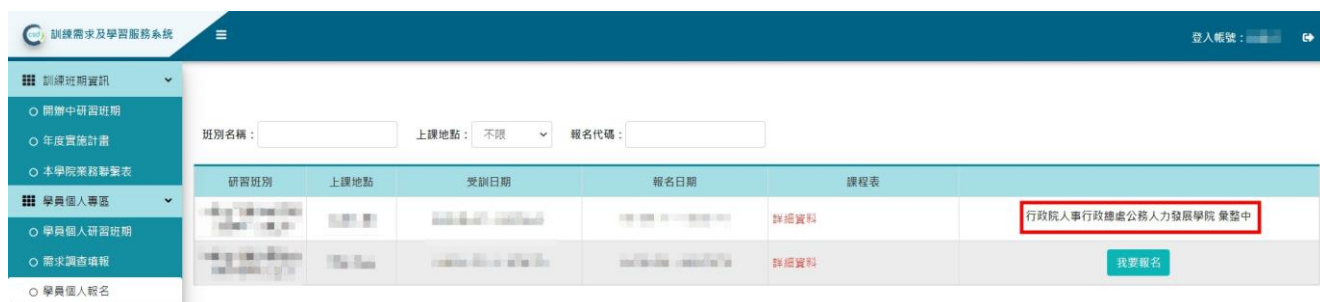 csdi 訓練需求及學習服務系統
登入帳號：
訓練班期資訊
開辦中研習班期
年度實施計畫
本學院業務聯繫表
學員個人專區
學員個人研習班期
需求調查填報
學員個人報名
班別名稱： 上課地點： 不限 報名代碼：
研習班別 上課地點 受訓日期 報名日期 課程表
詳細資料 行政院人事行政總處公務人力發展學院 彙整中
詳細資料 我要報名